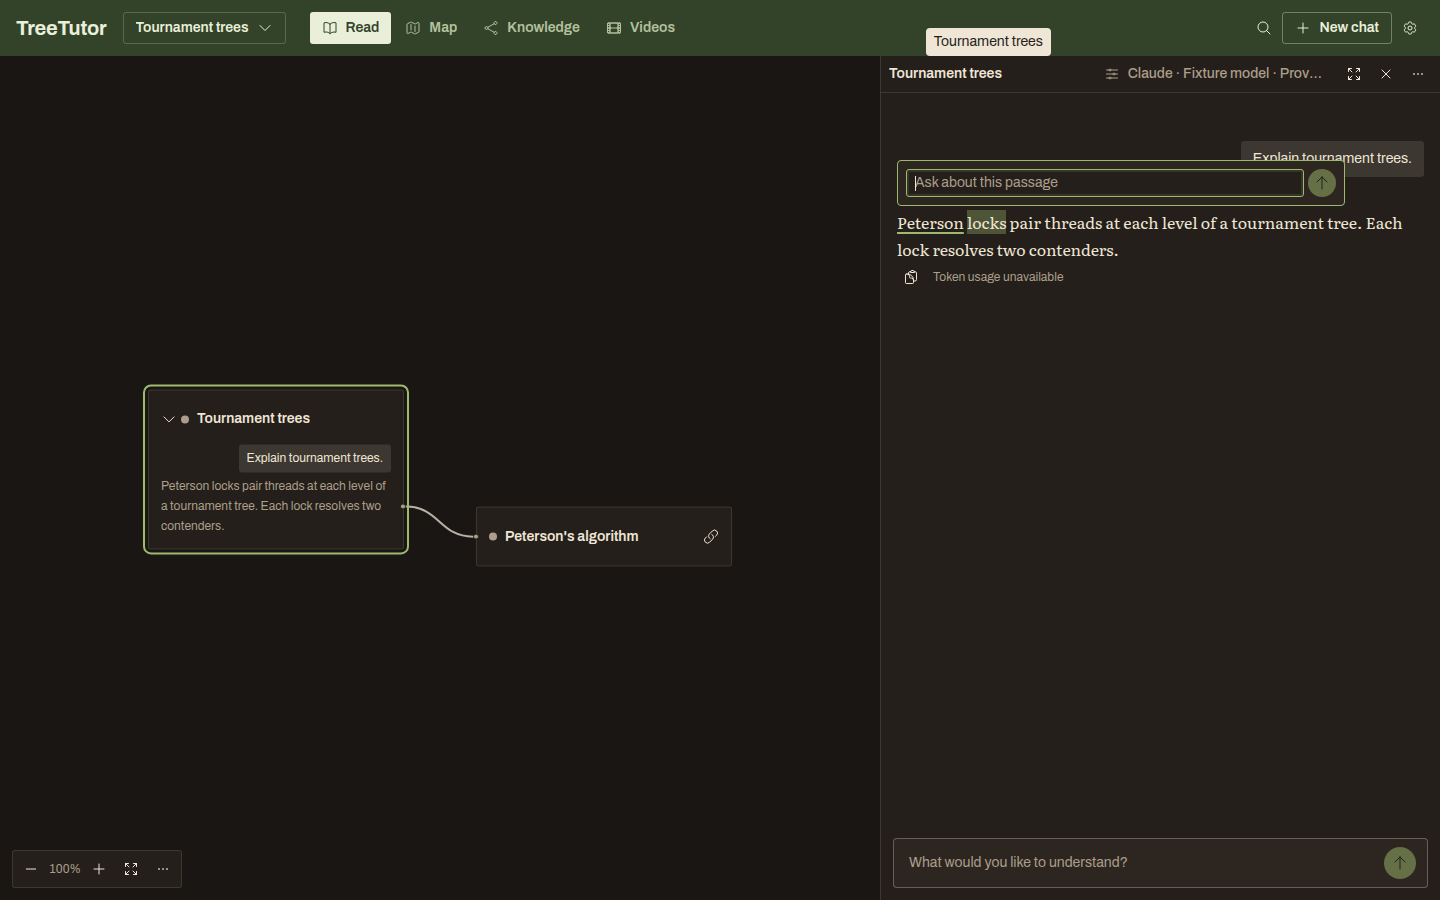 TreeTutor
Tournament trees
Read
Map
Knowledge
Videos
Tournament trees
New chat
Tournament trees
Claude · Fixture model · Prov...
Explain tournament trees.
Ask about this passage
Peterson locks pair threads at each level of a tournament tree. Each
lock resolves two contenders.
Token usage unavailable
Tournament trees
Explain tournament trees.
Peterson locks pair threads at each level of
a tournament tree. Each lock resolves two
contenders.
Peterson's algorithm
100%
What would you like to understand?